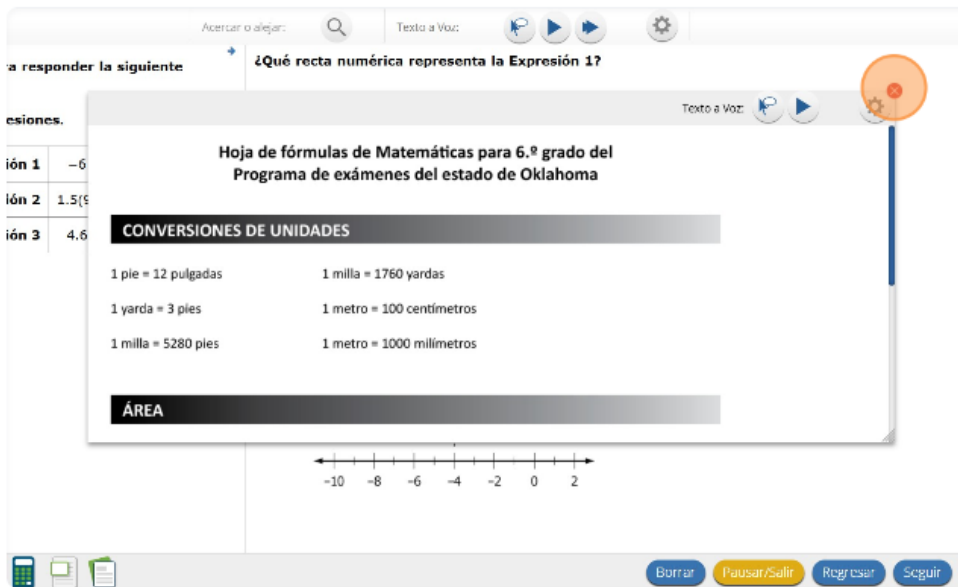 Acercar o alejar:
Texto a Voz:
ra responder la siguiente
¿Qué recta numérica representa la Expresión 1?
esiones.
ión 1 −6
ión 2 1.5(9
ión 3 4.6
Texto a Voz:
Hoja de fórmulas de Matemáticas para 6.º grado del
Programa de exámenes del estado de Oklahoma
CONVERSIONES DE UNIDADES
1 pie = 12 pulgadas
1 milla = 1760 yardas
1 yarda = 3 pies
1 metro = 100 centímetros
1 milla = 5280 pies
1 metro = 1000 milímetros
ÁREA
−10 −8 −6 −4 −2 0 2
Borrar
Pausar/Salir
Regresar
Seguir